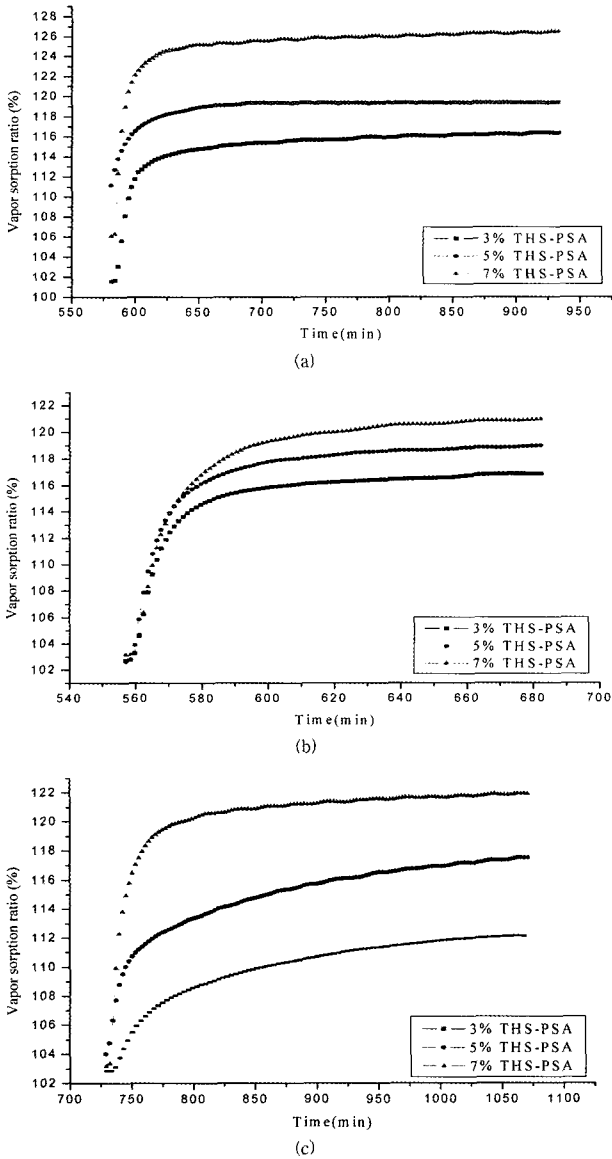 128
126
124
122
120
118
116
114
112
110
108
106
104
102
100
Vapor sorption ratio (%)
3% THS-PSA
5% THS-PSA
7% THS-PSA
550 600 650 700 750 800 850 900 950
Time(min)
(a)
122
120
118
116
114
112
110
108
106
104
102
Vapor sorption ratio (%)
3% THS-PSA
5% THS-PSA
7% THS-PSA
540 560 580 600 620 640 660 680 700
Time(min)
(b)
122
120
118
116
114
112
110
108
106
104
102
Vapor sorption ratio (%)
3% THS-PSA
5% THS-PSA
7% THS-PSA
700 750 800 850 900 950 1000 1050 1100
Time(min)
(c)